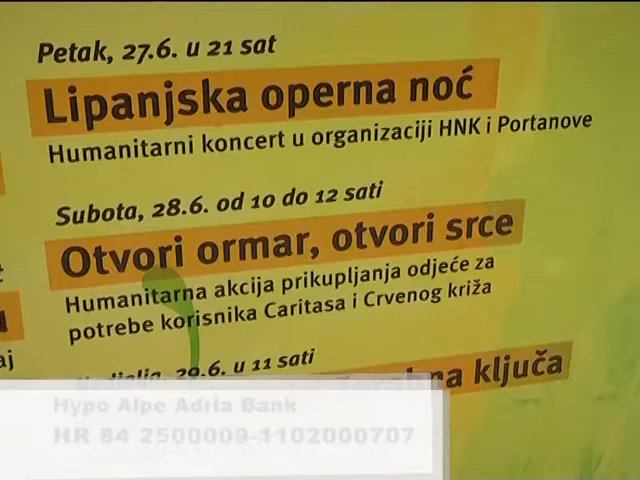 Petak, 27.6. u 21 sat
Lipanjska operna noć
Humanitarni koncert u organizaciji HNK i Portanove
Subota, 28.6. od 10 do 12 sati
Otvori ormar, otvori srce
Humanitarna akcija prikupljanja odjeće za
potrebe korisnika Caritasa i Crvenog križa
29.6. u 11 sati
ključa
aj
Hypo Alpe Adria Bank
HR 84 2500009-1102000707